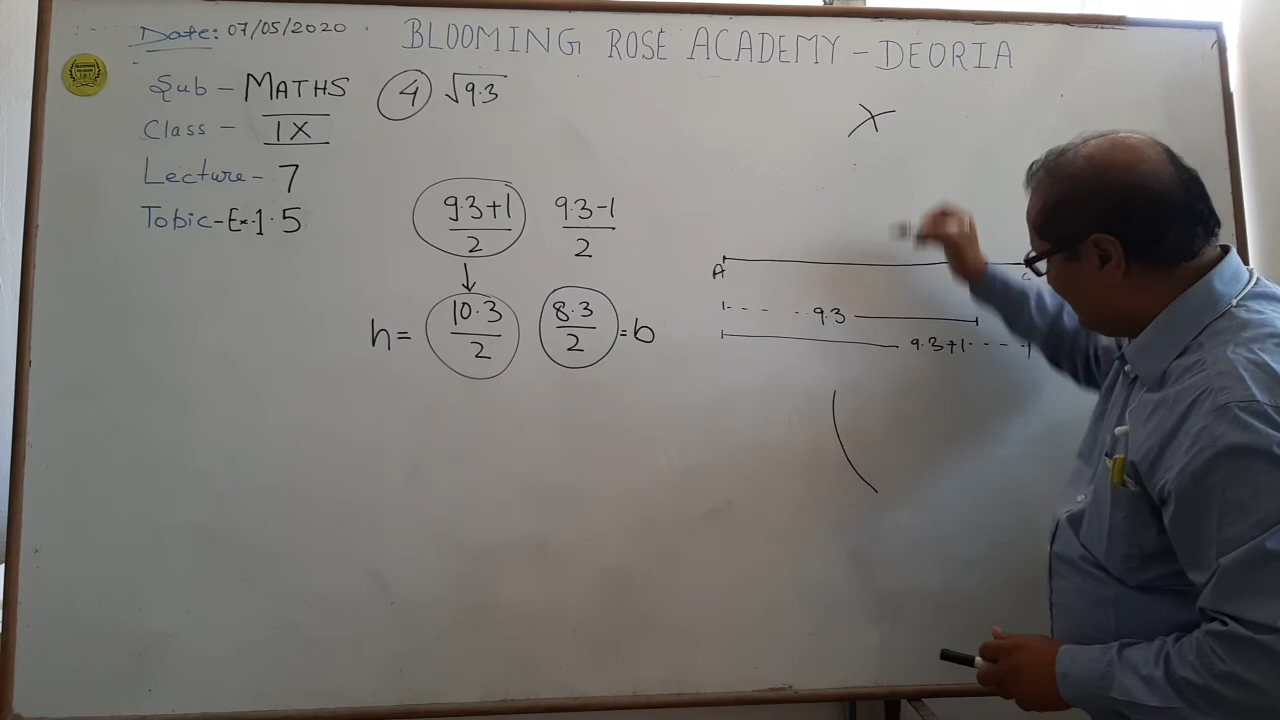 Date: 07/05/2020
BLOOMING ROSE ACADEMY - DEORIA
Sub - MATHS
Class - IX
Lecture - 7
Tobic - Ex. 1.5
4 √9.3
9.3+1/2 9.3-1/2
h = 10.3/2 8.3/2 = b
A C
9.3
9.3+1